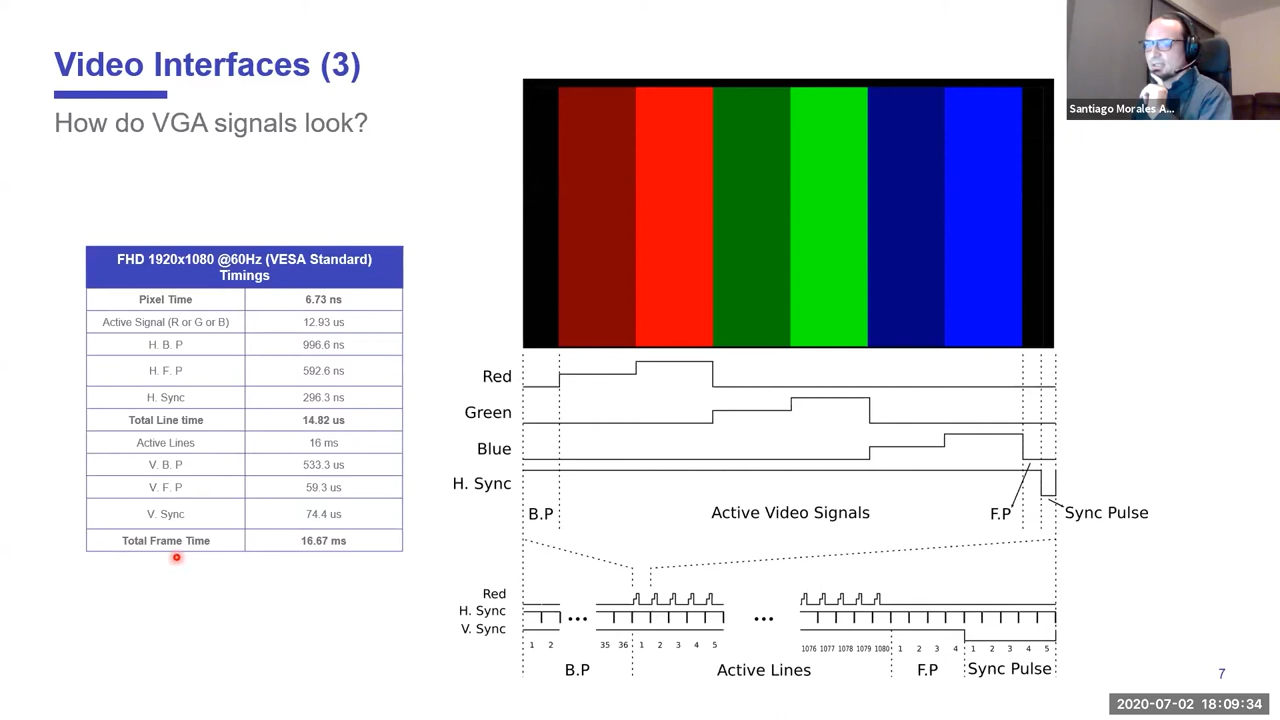 Video Interfaces (3)
How do VGA signals look?
Santiago Morales A...
FHD 1920x1080 @60Hz (VESA Standard)
Timings
Pixel Time 6.73 ns
Active Signal (R or G or B) 12.93 us
H. B. P 996.6 ns
H. F. P 592.6 ns
H. Sync 296.3 ns
Total Line time 14.82 us
Active Lines 16 ms
V. B. P 533.3 us
V. F. P 59.3 us
V. Sync 74.4 us
Total Frame Time 16.67 ms
Red
Green
Blue
H. Sync
B.P Active Video Signals F.P Sync Pulse
Red
H. Sync
V. Sync
1 2 ••• 35 36 1 2 3 4 5 ••• 1076 1077 1078 1079 1080 1 2 3 4 1 2 3 4 5
B.P Active Lines F.P Sync Pulse
7
2020-07-02 18:09:34